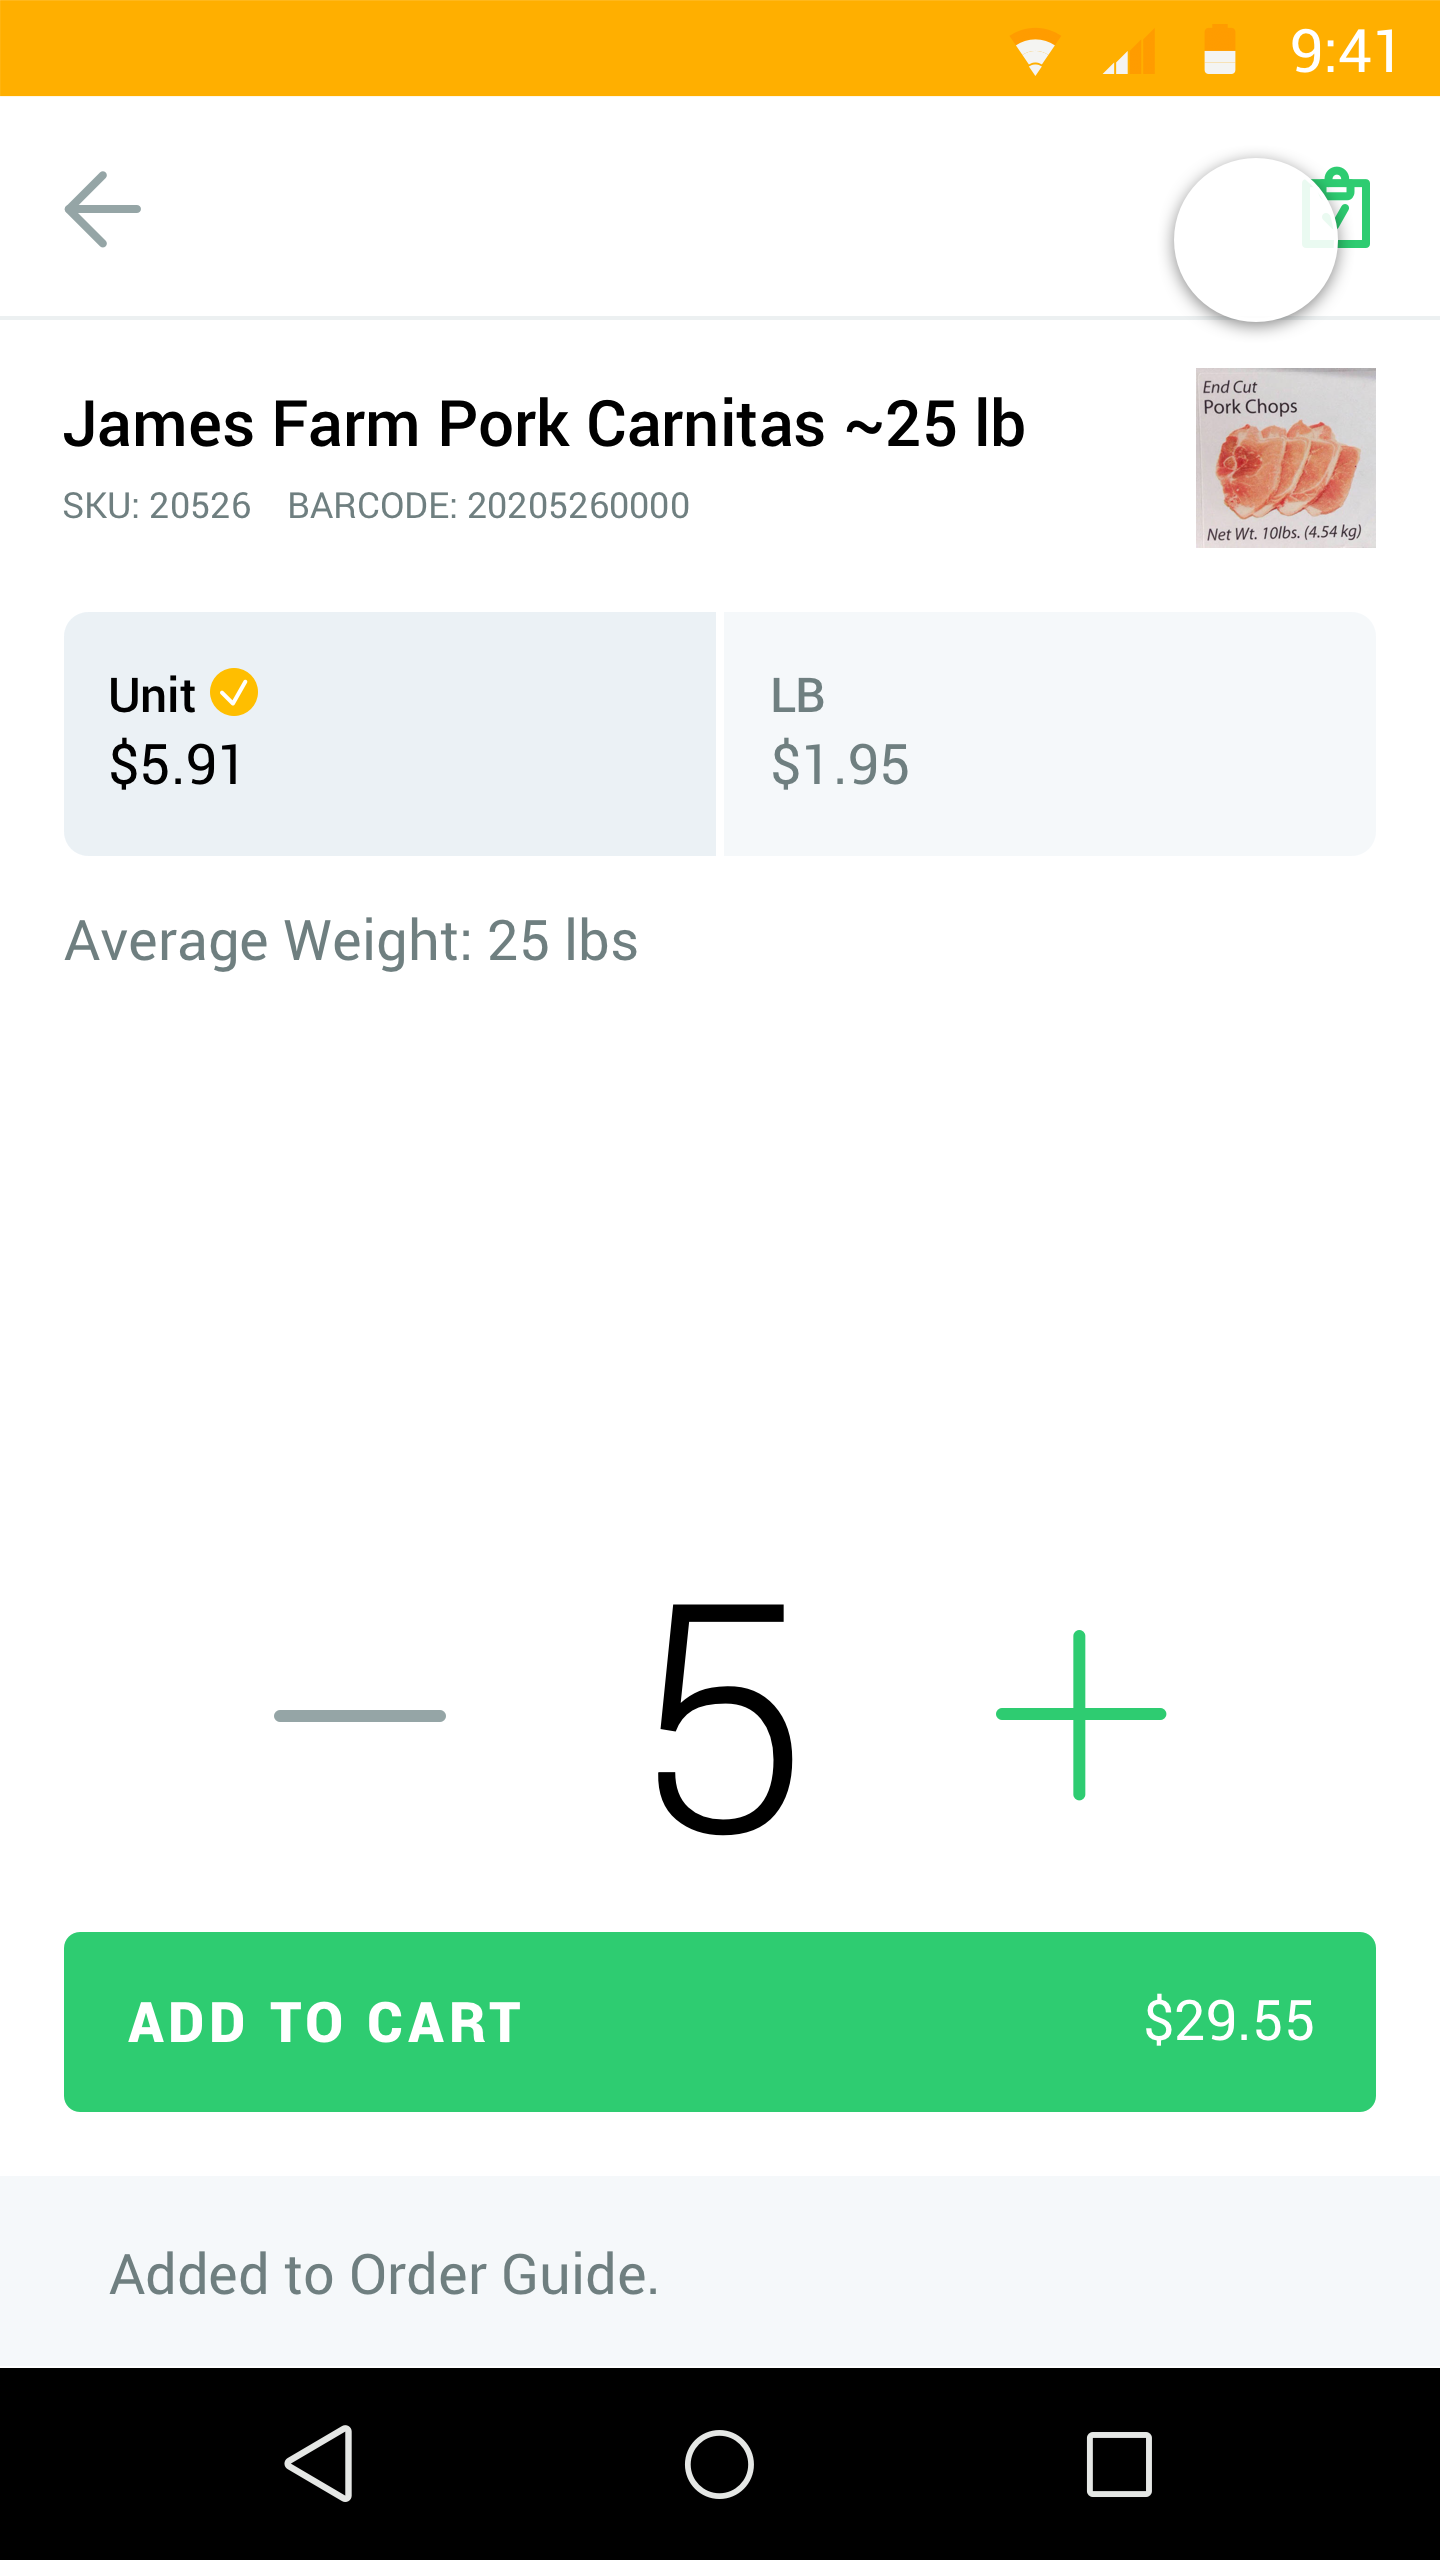 9:41
James Farm Pork Carnitas ~25 lb
SKU: 20526 BARCODE: 20205260000
End Cut
Pork Chops
Net Wt. 10lbs. (4.54 kg)
Unit
$5.91
LB
$1.95
Average Weight: 25 lbs
5
ADD TO CART $29.55
Added to Order Guide.